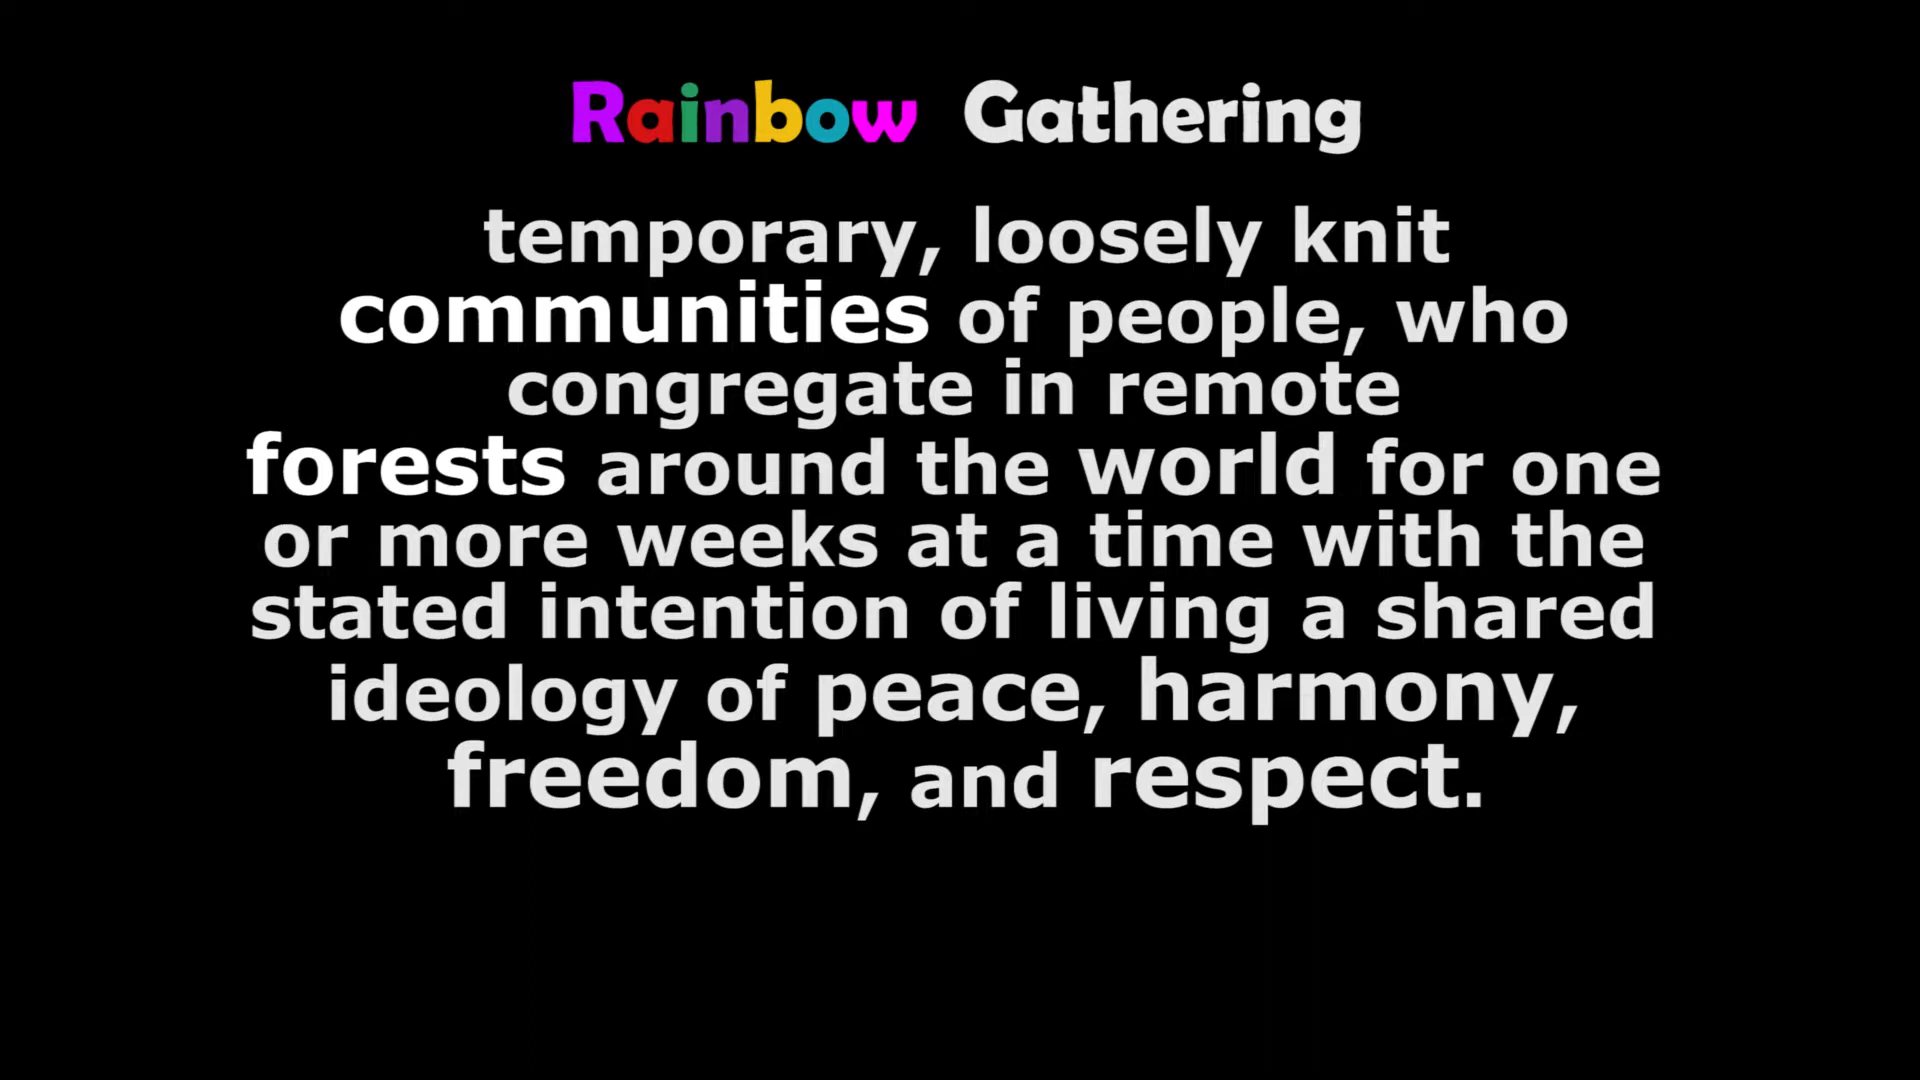 Rainbow Gathering
temporary, loosely knit
communities of people, who
congregate in remote
forests around the world for one
or more weeks at a time with the
stated intention of living a shared
ideology of peace, harmony,
freedom, and respect.